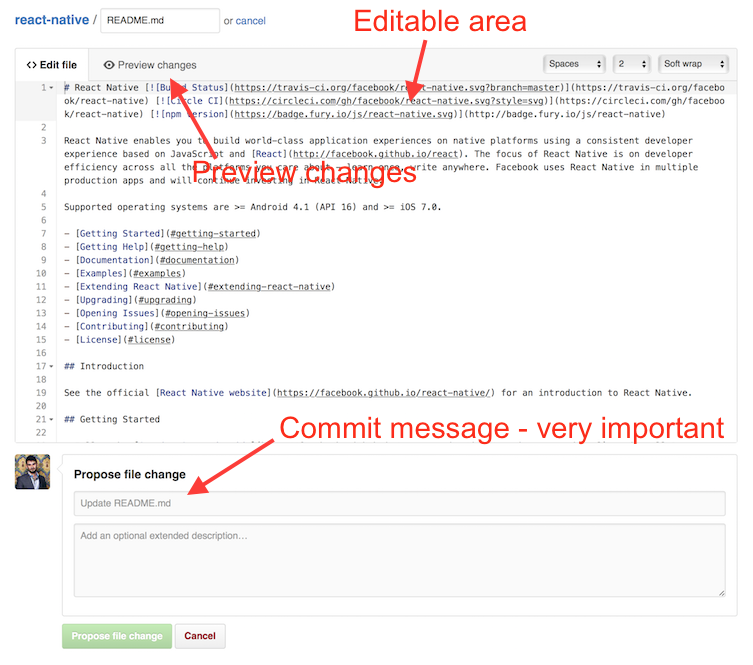 react-native / README.md or cancel
Editable area
Edit file Preview changes Spaces 2 Soft wrap
1 # React Native [![Build Status](https://travis-ci.org/facebook/react-native.svg?branch=master)](https://travis-ci.org/facebo
ok/react-native) [![Circle CI](https://circleci.com/gh/facebook/react-native.svg?style=svg)](https://circleci.com/gh/faceboo
k/react-native) [![npm version](https://badge.fury.io/js/react-native.svg)](http://badge.fury.io/js/react-native)
2
3 React Native enables you to build world-class application experiences on native platforms using a consistent developer
experience based on JavaScript and [React](http://facebook.github.io/react). The focus of React Native is on developer
efficiency across all the platforms you care about - learn once, write anywhere. Facebook uses React Native in multiple
Preview changes
production apps and will continue investing in React Native.
4
5 Supported operating systems are >= Android 4.1 (API 16) and >= iOS 7.0.
6
7 - [Getting Started](#getting-started)
8 - [Getting Help](#getting-help)
9 - [Documentation](#documentation)
10 - [Examples](#examples)
11 - [Extending React Native](#extending-react-native)
12 - [Upgrading](#upgrading)
13 - [Opening Issues](#opening-issues)
14 - [Contributing](#contributing)
15 - [License](#license)
16
17 ## Introduction
18
19 See the official [React Native website](https://facebook.github.io/react-native/) for an introduction to React Native.
20
21 ## Getting Started
22
Commit message - very important
Propose file change
Update README.md
Add an optional extended description…
Propose file change Cancel